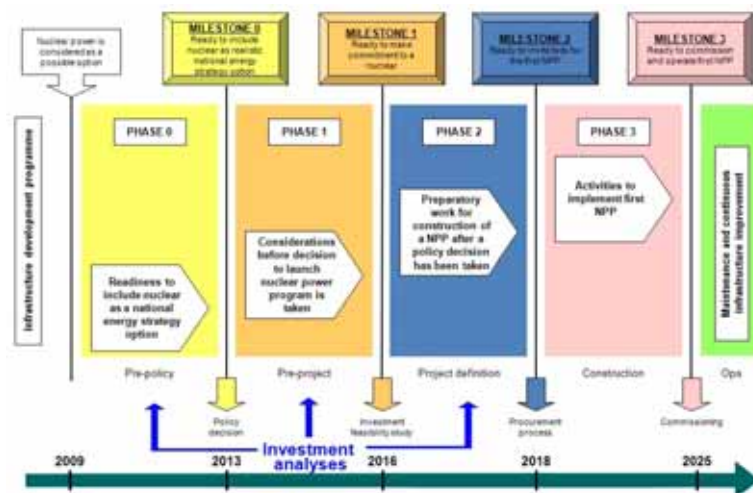 Nuclear power is
considered as a
possible option
MILESTONE 0
Ready to include
nuclear as realistic
national energy
strategy option
MILESTONE 1
Ready to make
commitment to a
nuclear
MILESTONE 2
Ready to invite bids for
the first NPP
MILESTONE 3
Ready to commission
and operate first NPP
Infrastructure development programme
PHASE 0
PHASE 1
PHASE 2
PHASE 3
Readiness to
include nuclear
as a national
energy strategy
option
Considerations
before decision
to launch
nuclear power
program is
taken
Preparatory
work for
construction of
a NPP after a
policy decision
has been taken
Activities to
implement first
NPP
Maintenance and continuous
infrastructure improvement
Pre-policy
Pre-project
Project definition
Construction
Ops
Policy
decision
Investment
feasibility study
Procurement
process
Commissioning
Investment
analyses
2009
2013
2016
2018
2025